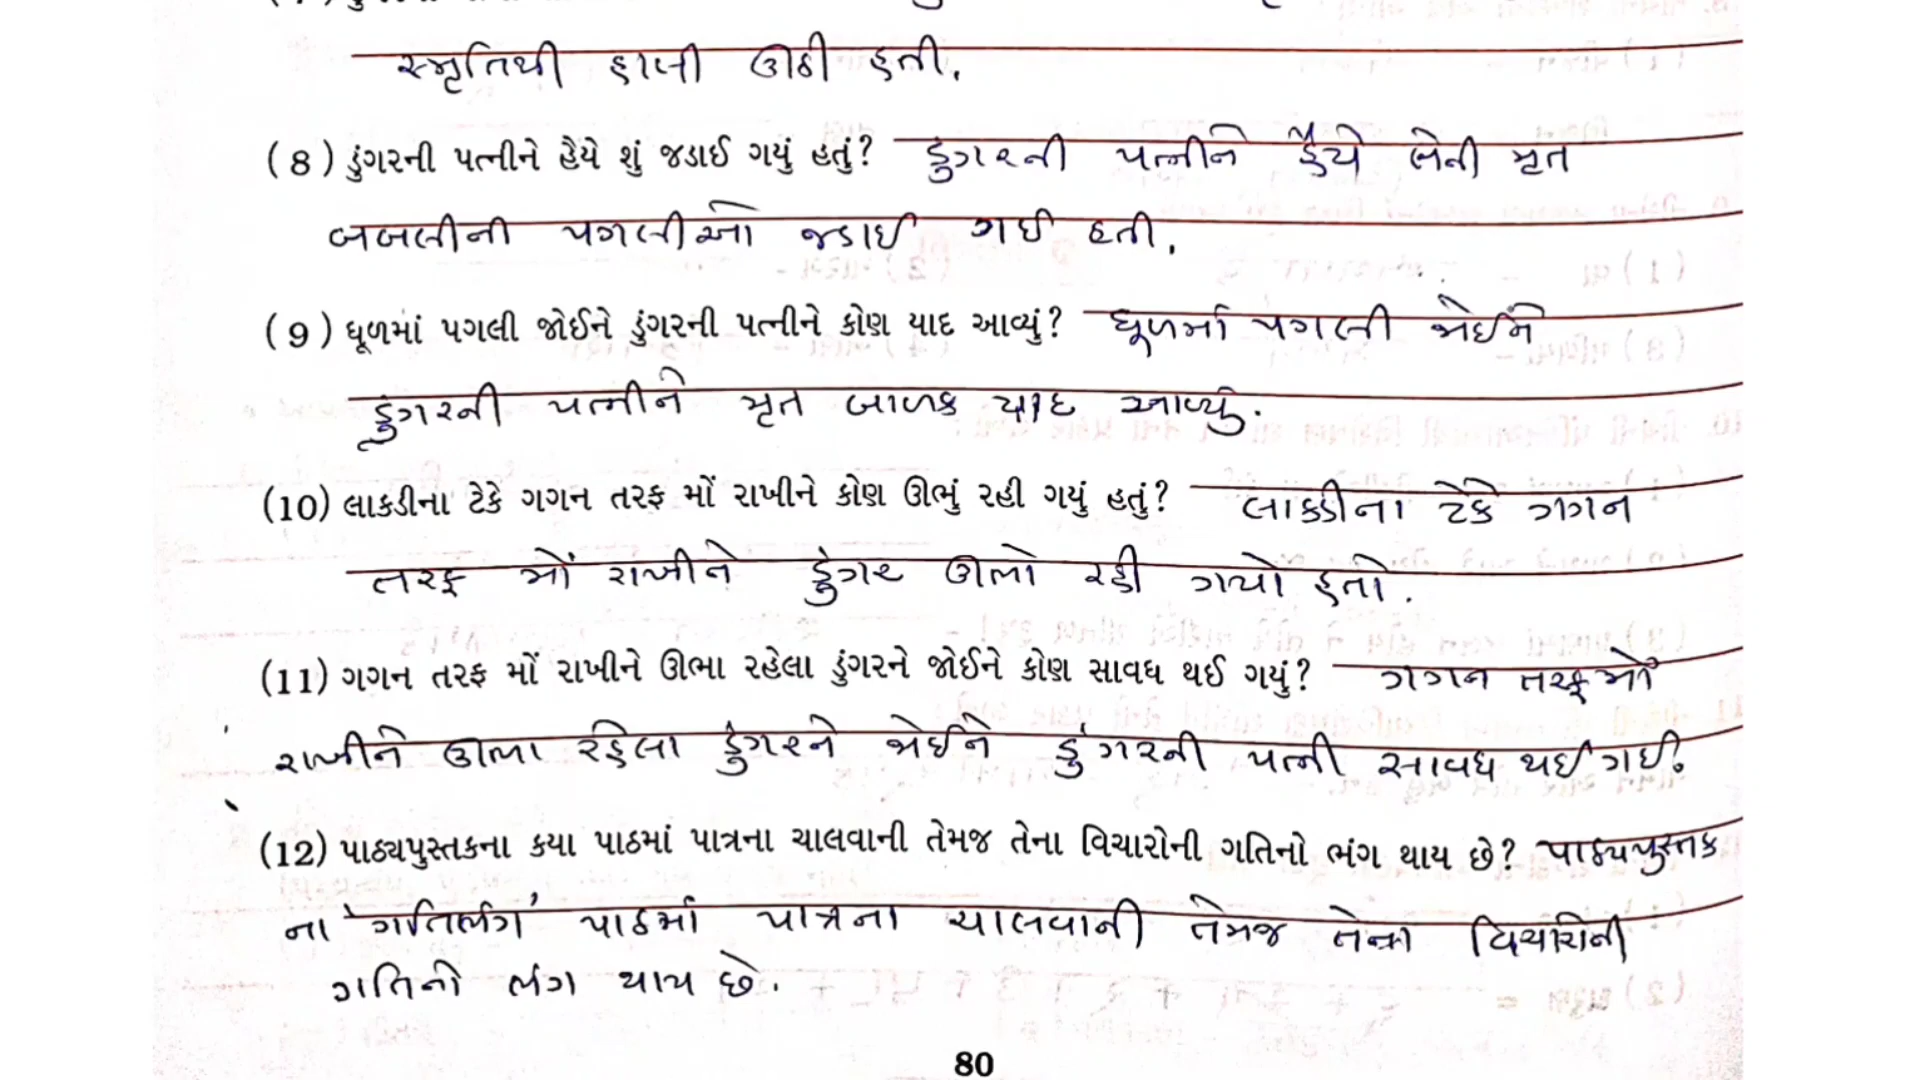 સ્મૃતિથી હાલી ઊઠી હતી.
(8) ડુંગરની પત્નીને હૈયે શું જડાઈ ગયું હતું? ડુંગરની પત્નીને હૈયે બેની મૃત
બબલીની પગલીઓ જડાઈ ગઈ હતી.
(9) ધૂળમાં પગલી જોઈને ડુંગરની પત્નીને કોણ યાદ આવ્યું? ધૂળમાં પગલી જોઈને
ડુંગરની પત્નીને મૃત બાળક યાદ આવ્યું.
(10) લાકડીના ટેકે ગગન તરફ મોં રાખીને કોણ ઊભું રહી ગયું હતું? લાકડીના ટેકે ગગન
તરફ મોં રાખીને ડુંગર ઊભો રહી ગયો હતો.
(11) ગગન તરફ મોં રાખીને ઊભા રહેલા ડુંગરને જોઈને કોણ સાવધ થઈ ગયું? ગગન તરફ મોં
રાખીને ઊભા રહેલા ડુંગરને જોઈને ડુંગરની પત્ની સાવધ થઈ ગઈ.
(12) પાઠ્યપુસ્તકના કયા પાઠમાં પાત્રના ચાલવાની તેમજ તેના વિચારોની ગતિનો ભંગ થાય છે? પાઠ્યપુસ્તક
ના 'ગતિભંગ' પાઠમાં પાત્રના ચાલવાની તેમજ તેના વિચારોની
ગતિનો ભંગ થાય છે.
80